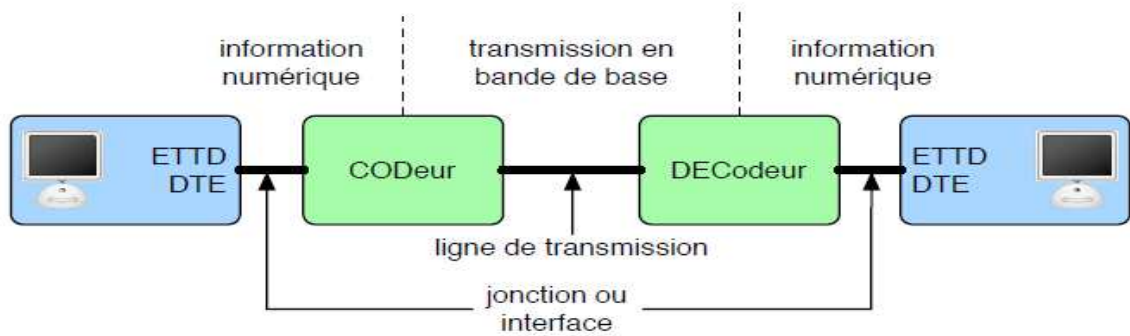 information
numérique
transmission en
bande de base
information
numérique
ETTD
DTE
CODeur
DECodeur
ETTD
DTE
ligne de transmission
jonction ou
interface